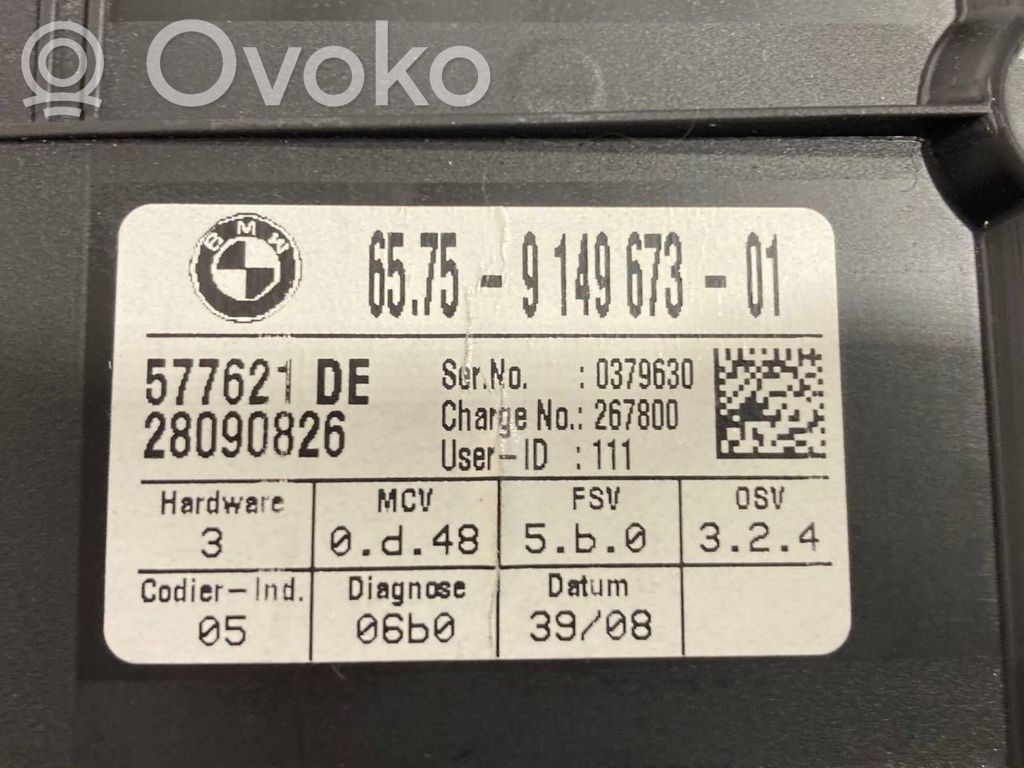 Ovoko
BMW
65.75 - 9 149 673 - 01
577621 DE
28090826
Ser.No. : 0379630
Charge No.: 267800
User-ID : 111
Hardware MCV FSV OSV
3 0.d.48 5.b.0 3.2.4
Codier-Ind. Diagnose Datum
05 06b0 39/08